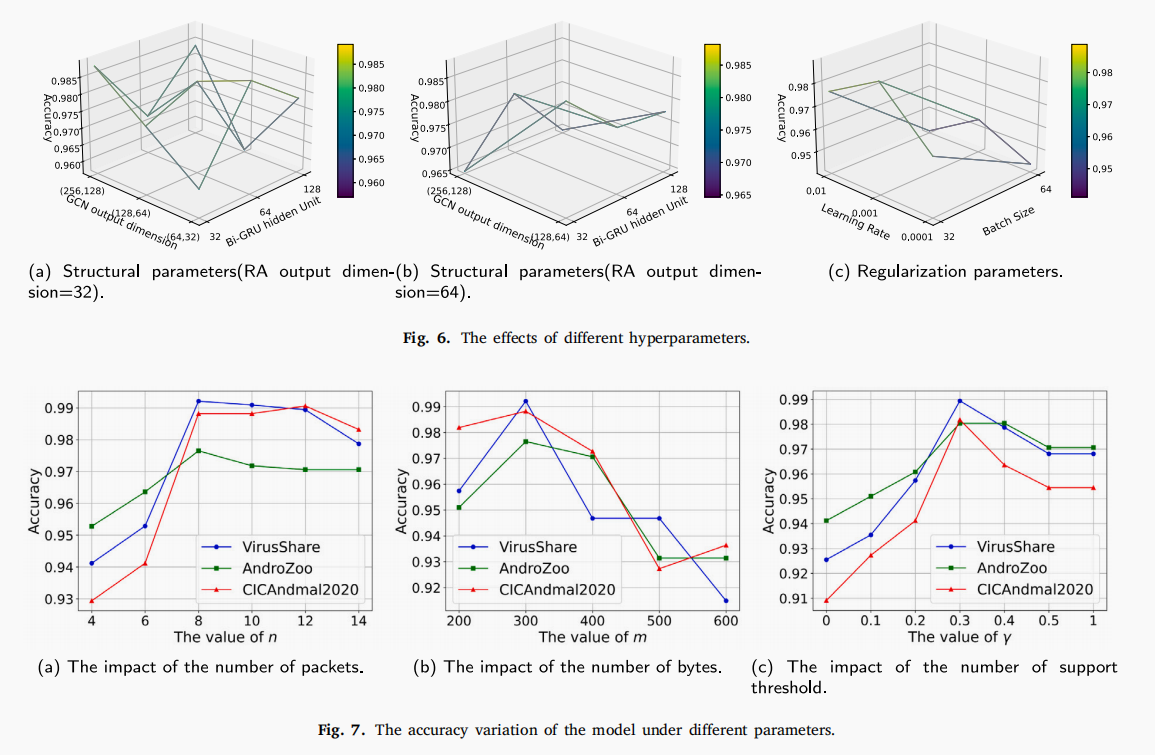 0.985
0.980
0.975
0.970
0.965
0.960
Accuracy
(256,128)
(128,64)
(64,32)
GCN output dimension
32
64
128
Bi-GRU hidden Unit
0.985
0.980
0.975
0.970
0.965
0.960
0.985
0.980
0.975
0.970
0.965
Accuracy
(256,128)
(128,64)
GCN output dimension
32
64
128
Bi-GRU hidden Unit
0.985
0.980
0.975
0.970
0.965
0.98
0.97
0.96
0.95
Accuracy
0.01
0.001
0.0001
Learning Rate
32
64
Batch Size
0.98
0.97
0.96
0.95
(a) Structural parameters(RA output dimen-
sion=32).
(b) Structural parameters(RA output dimen-
sion=64).
(c) Regularization parameters.
Fig. 6. The effects of different hyperparameters.
0.99
0.98
0.97
0.96
0.95
0.94
0.93
Accuracy
VirusShare
AndroZoo
CICAndmal2020
4 6 8 10 12 14
The value of n
0.99
0.98
0.97
0.96
0.95
0.94
0.93
0.92
Accuracy
VirusShare
AndroZoo
CICAndmal2020
200 300 400 500 600
The value of m
0.99
0.98
0.97
0.96
0.95
0.94
0.93
0.92
0.91
Accuracy
VirusShare
AndroZoo
CICAndmal2020
0 0.1 0.2 0.3 0.4 0.5 1
The value of γ
(a) The impact of the number of packets.
(b) The impact of the number of bytes.
(c) The impact of the number of support
threshold.
Fig. 7. The accuracy variation of the model under different parameters.